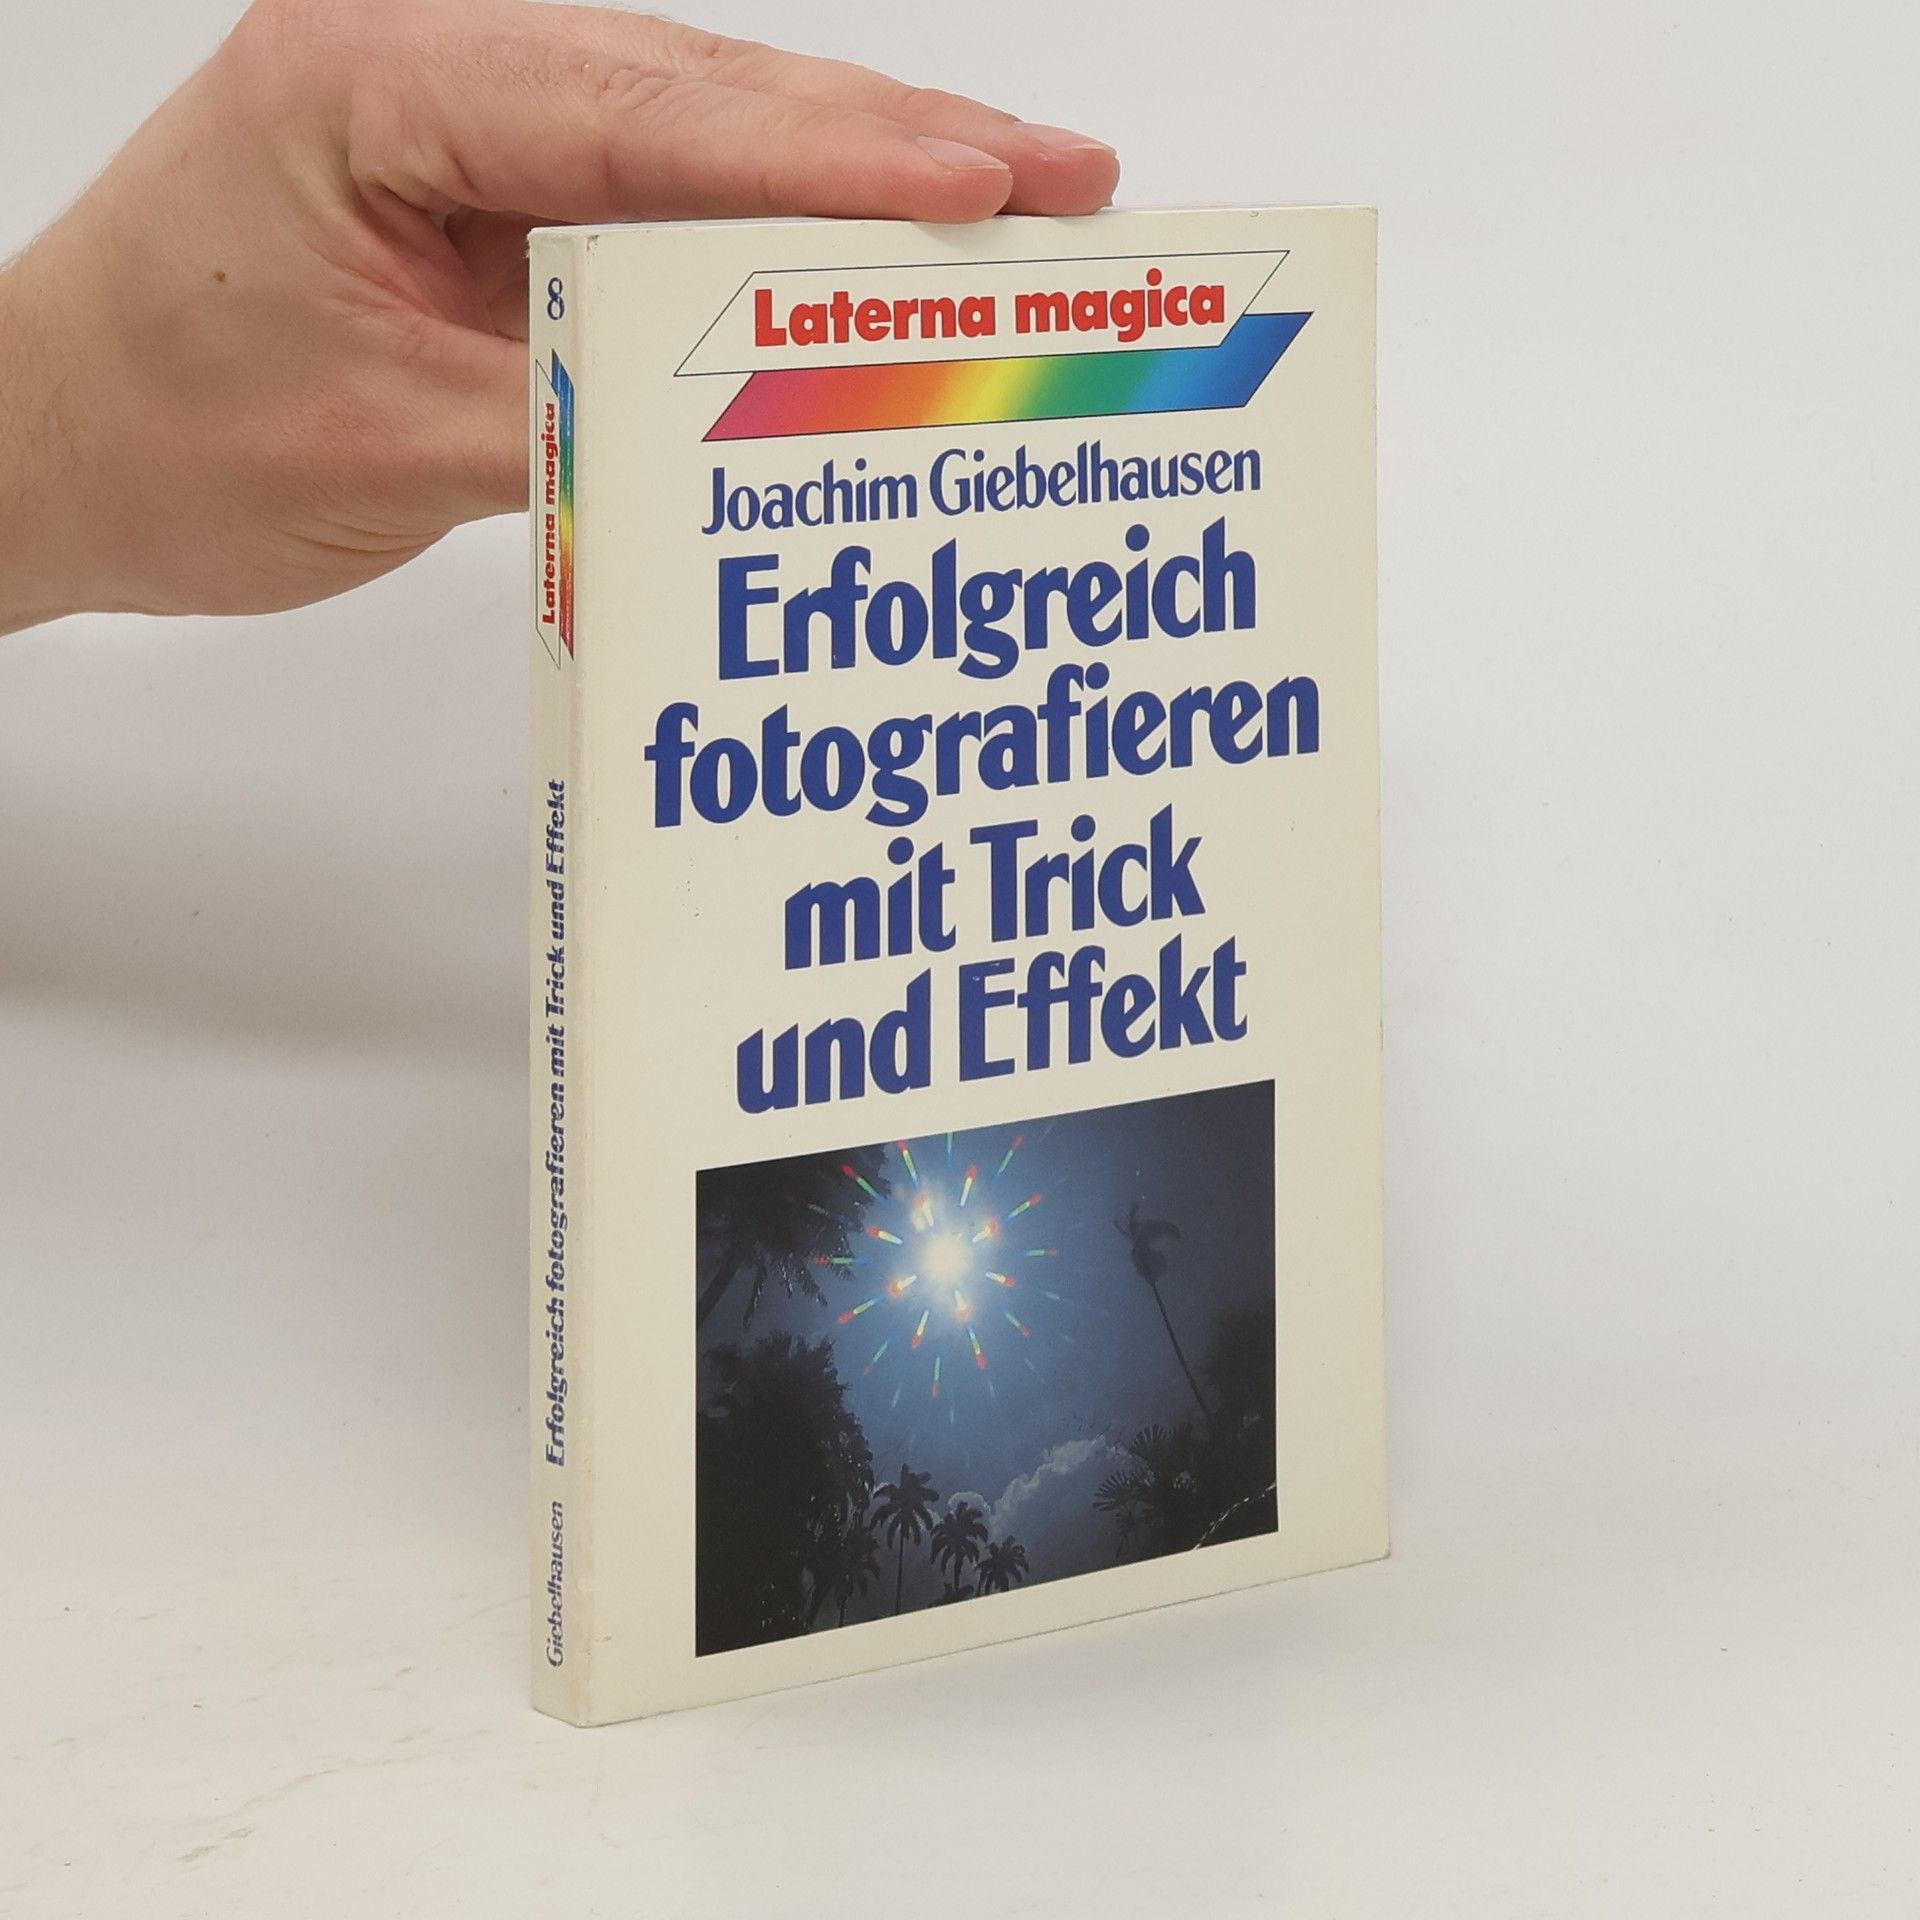 Laterna magica
Joachim Giebelhausen
Erfolgreich
fotografieren
mit Trick
und Effekt
8
Laterna magica
Erfolgreich fotografieren mit Trick und Effekt
Giebelhausen